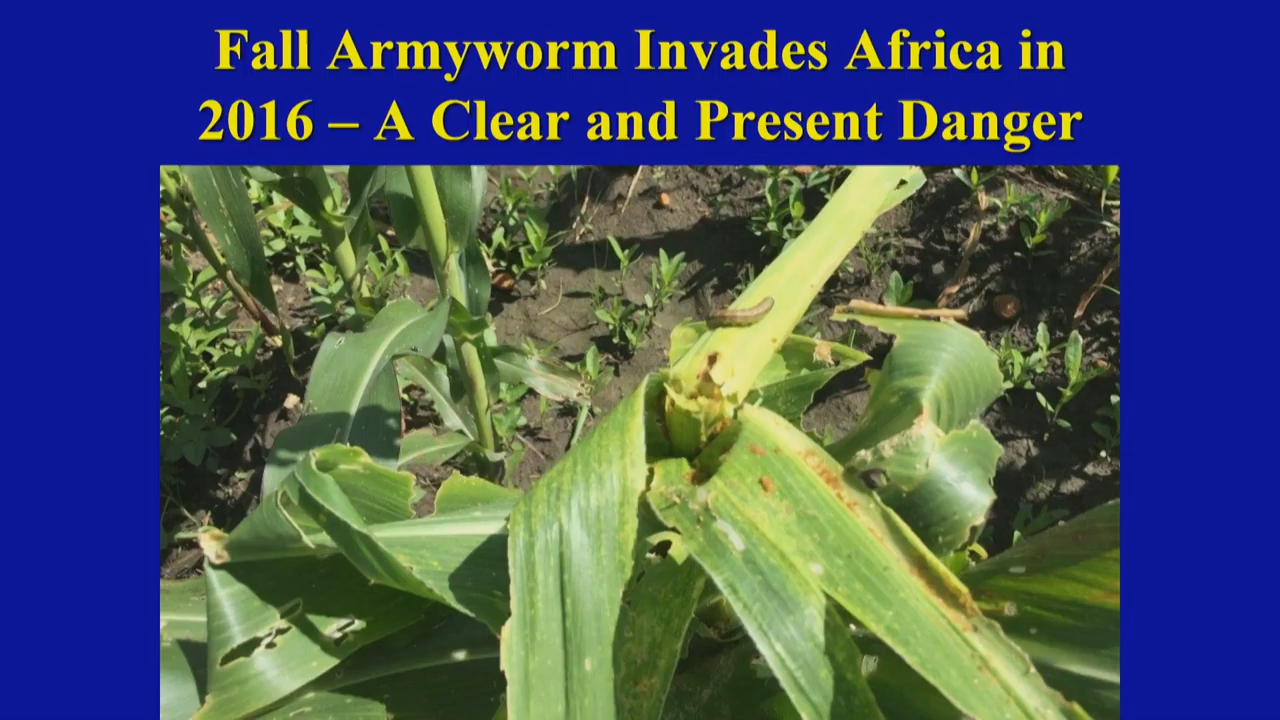 Fall Armyworm Invades Africa in
2016 – A Clear and Present Danger